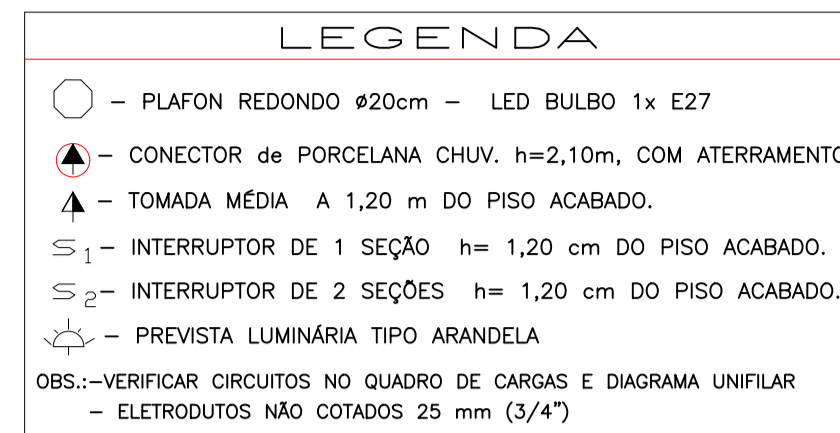 LEGENDA
– PLAFON REDONDO ø20cm – LED BULBO 1x E27
– CONECTOR de PORCELANA CHUV. h=2,10m, COM ATERRAMENTO
– TOMADA MÉDIA A 1,20 m DO PISO ACABADO.
S1 – INTERRUPTOR DE 1 SEÇÃO h= 1,20 cm DO PISO ACABADO.
S2 – INTERRUPTOR DE 2 SEÇÕES h= 1,20 cm DO PISO ACABADO.
– PREVISTA LUMINÁRIA TIPO ARANDELA
OBS.:–VERIFICAR CIRCUITOS NO QUADRO DE CARGAS E DIAGRAMA UNIFILAR
– ELETRODUTOS NÃO COTADOS 25 mm (3/4")